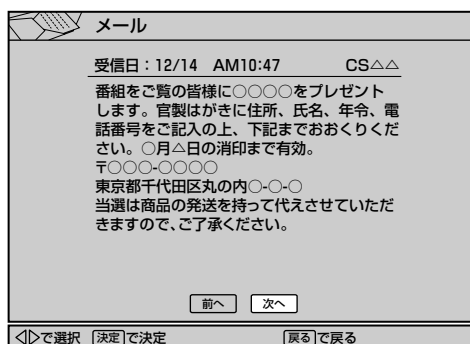 メール
受信日：12/14 AM10:47 CS△△
番組をご覧の皆様に○○○○をプレゼント
します。官製はがきに住所、氏名、年令、電
話番号をご記入の上、下記までおおくりくだ
さい。○月△日の消印まで有効。
〒○○○-○○○○
東京都千代田区丸の内○-○-○
当選は商品の発送を持って代えさせていただ
きますので、ご了承ください。
前へ 次へ
◁▷で選択 決定で決定 戻るで戻る